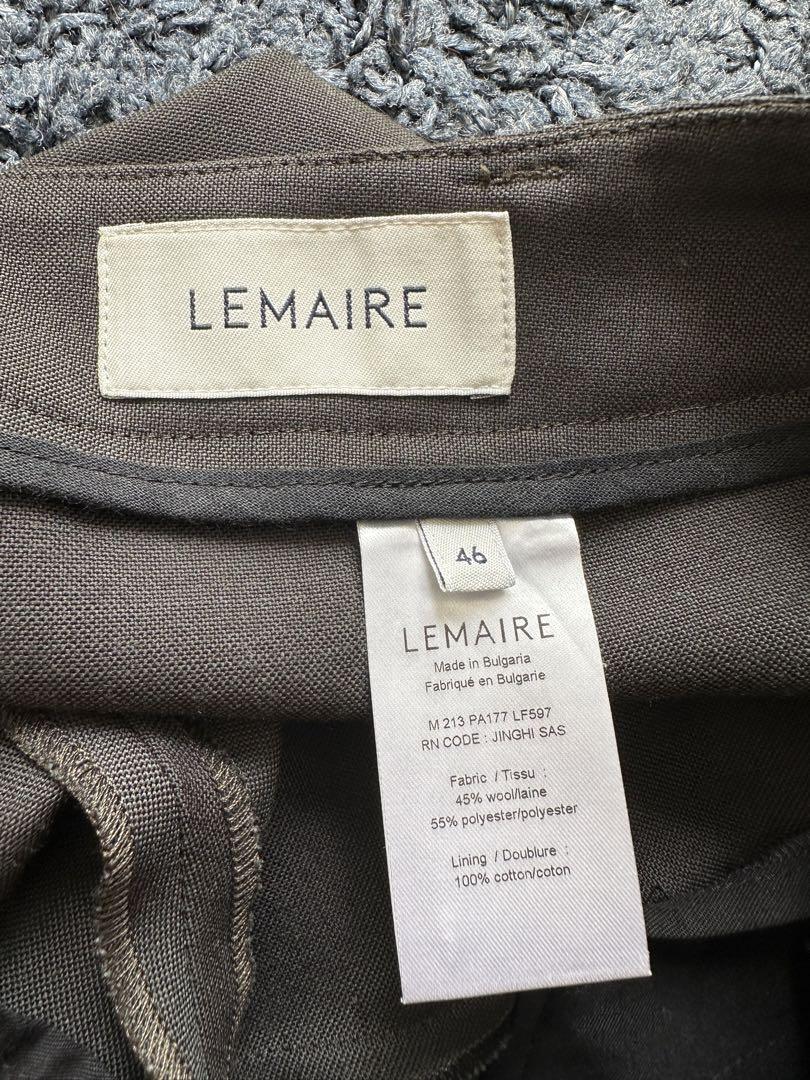 LEMAIRE
46
LEMAIRE
Made in Bulgaria
Fabriqué en Bulgarie
M 213 PA177 LF597
RN CODE : JINGHI SAS
Fabric / Tissu :
45% wool/laine
55% polyester/polyester
Lining / Doublure :
100% cotton/coton